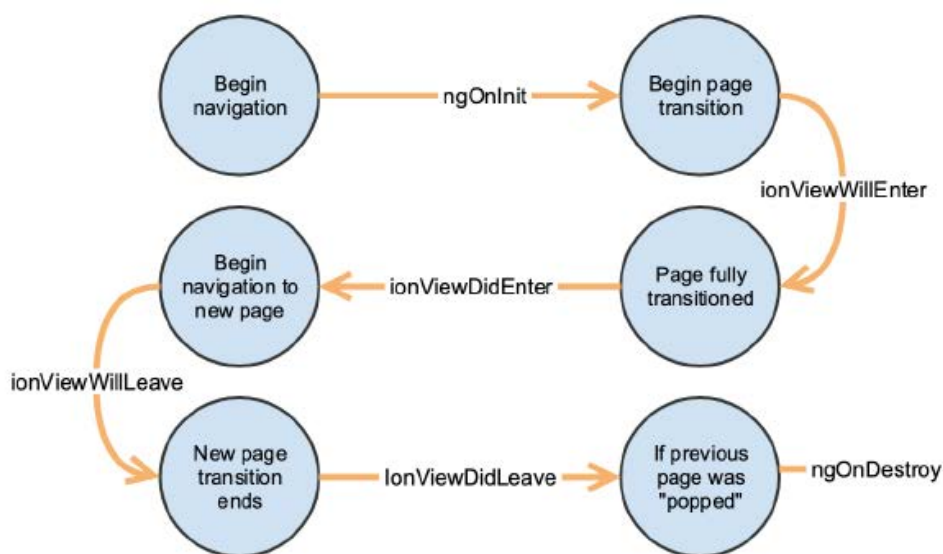 Begin
navigation
ngOnInit
Begin page
transition
ionViewWillEnter
Page fully
transitioned
ionViewDidEnter
Begin
navigation to
new page
ionViewWillLeave
New page
transition
ends
IonViewDidLeave
If previous
page was
"popped"
ngOnDestroy